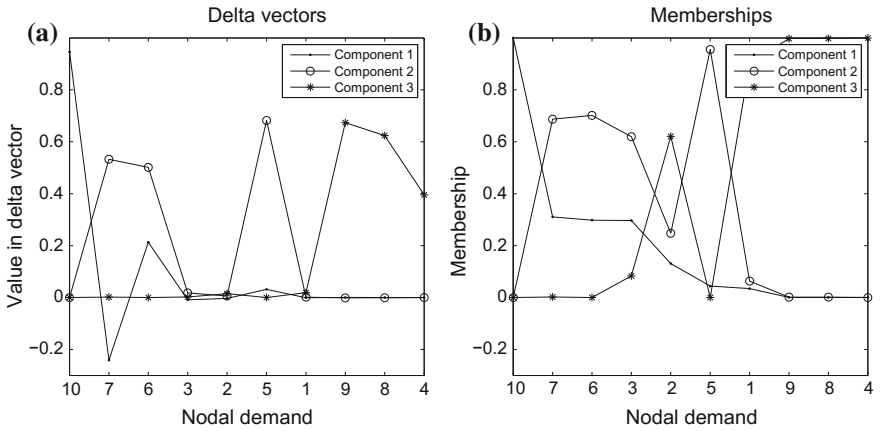 Delta vectors
(a)
Component 1
Component 2
Component 3
0.8
0.6
0.4
0.2
0
−0.2
Value in delta vector
10 7 6 3 2 5 1 9 8 4
Nodal demand
Memberships
(b)
Component 1
Component 2
Component 3
0.8
0.6
0.4
0.2
0
−0.2
Membership
10 7 6 3 2 5 1 9 8 4
Nodal demand